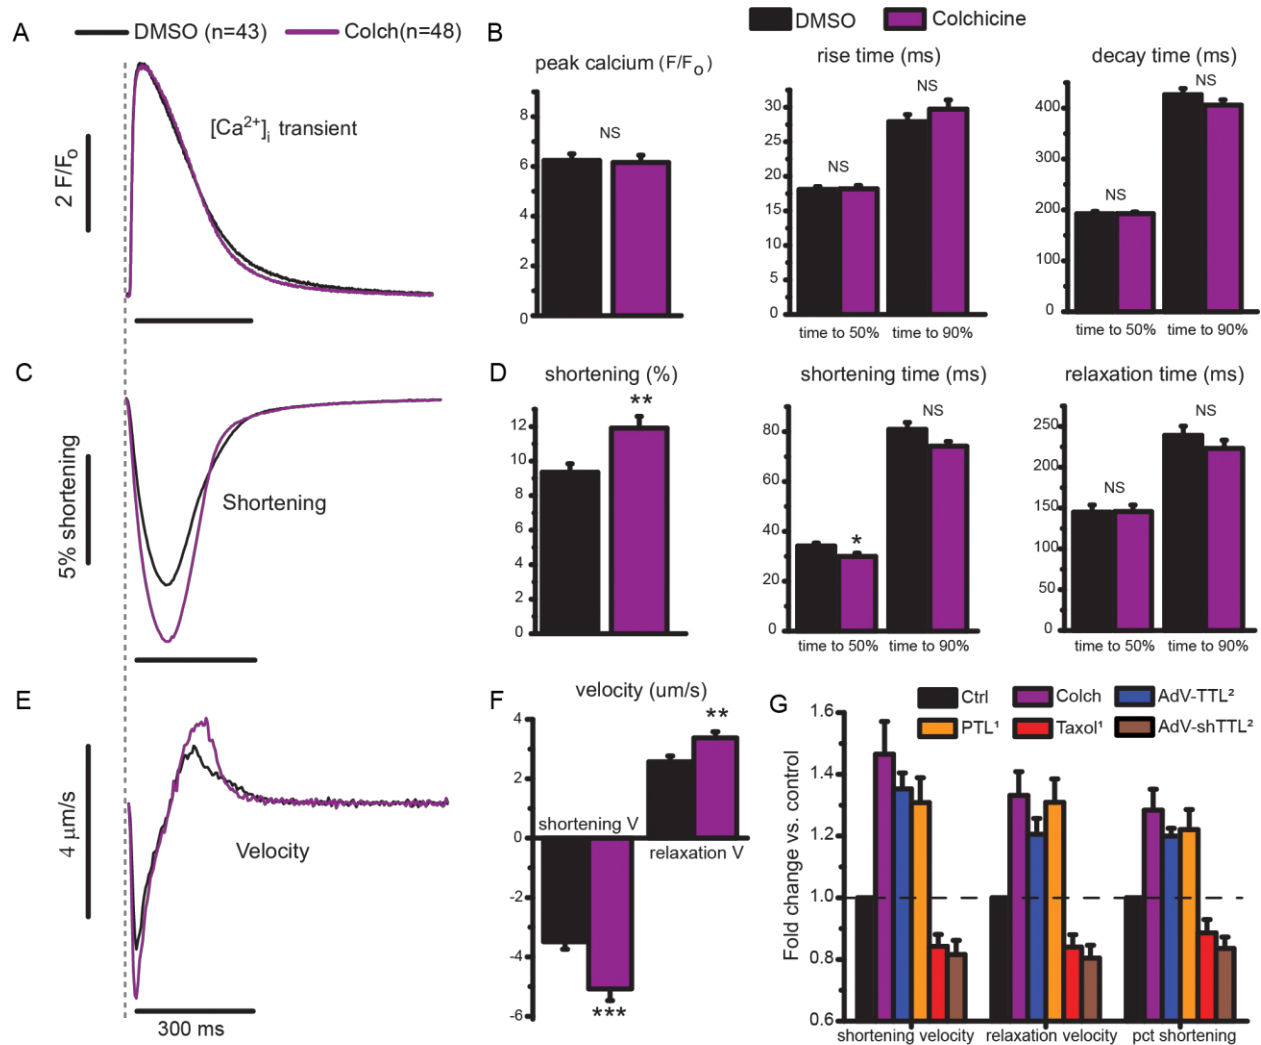 A
DMSO (n=43)
Colch(n=48)
2 F/Fo
[Ca2+]i transient
B
DMSO
Colchicine
peak calcium (F/Fo)
NS
8
6
4
2
0
rise time (ms)
NS
NS
30
25
20
15
10
5
0
time to 50%
time to 90%
decay time (ms)
NS
NS
400
300
200
100
0
time to 50%
time to 90%
C
5% shortening
Shortening
D
shortening (%)
**
12
10
8
6
4
2
0
shortening time (ms)
NS
*
80
60
40
20
0
time to 50%
time to 90%
relaxation time (ms)
NS
NS
250
200
150
100
50
0
time to 50%
time to 90%
E
4 µm/s
Velocity
300 ms
F
velocity (um/s)
**
4
2
0
-2
-4
-6
shortening V
relaxation V
***
G
Ctrl
Colch
AdV-TTL²
PTL¹
Taxol¹
AdV-shTTL²
Fold change vs. control
1.6
1.4
1.2
1.0
0.8
0.6
shortening velocity
relaxation velocity
pct shortening